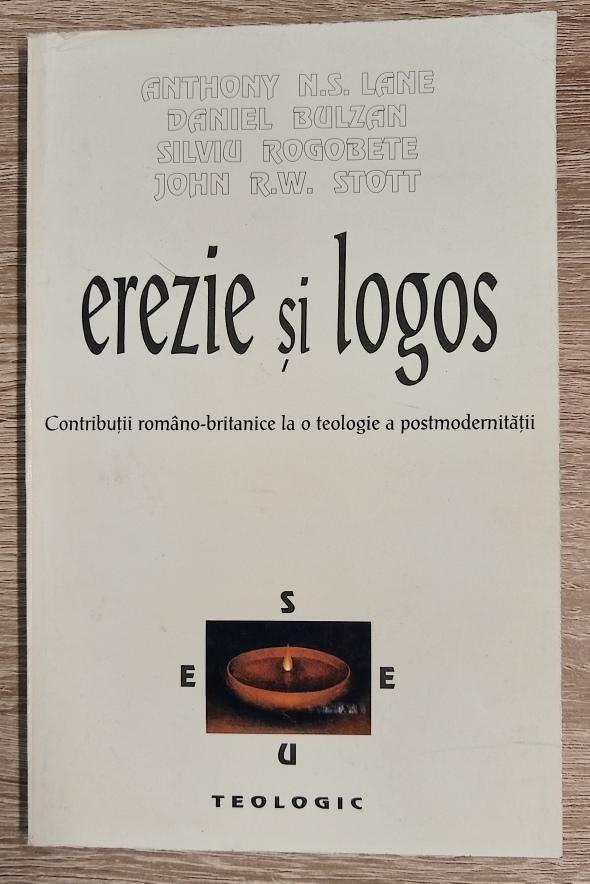 ANTHONY N.S. LANE
DANIEL BULZAN
SILVIU ROGOBETE
JOHN R.W. STOTT
erezie și logos
Contribuții româno-britanice la o teologie a postmodernității
S
E E
U
TEOLOGIC